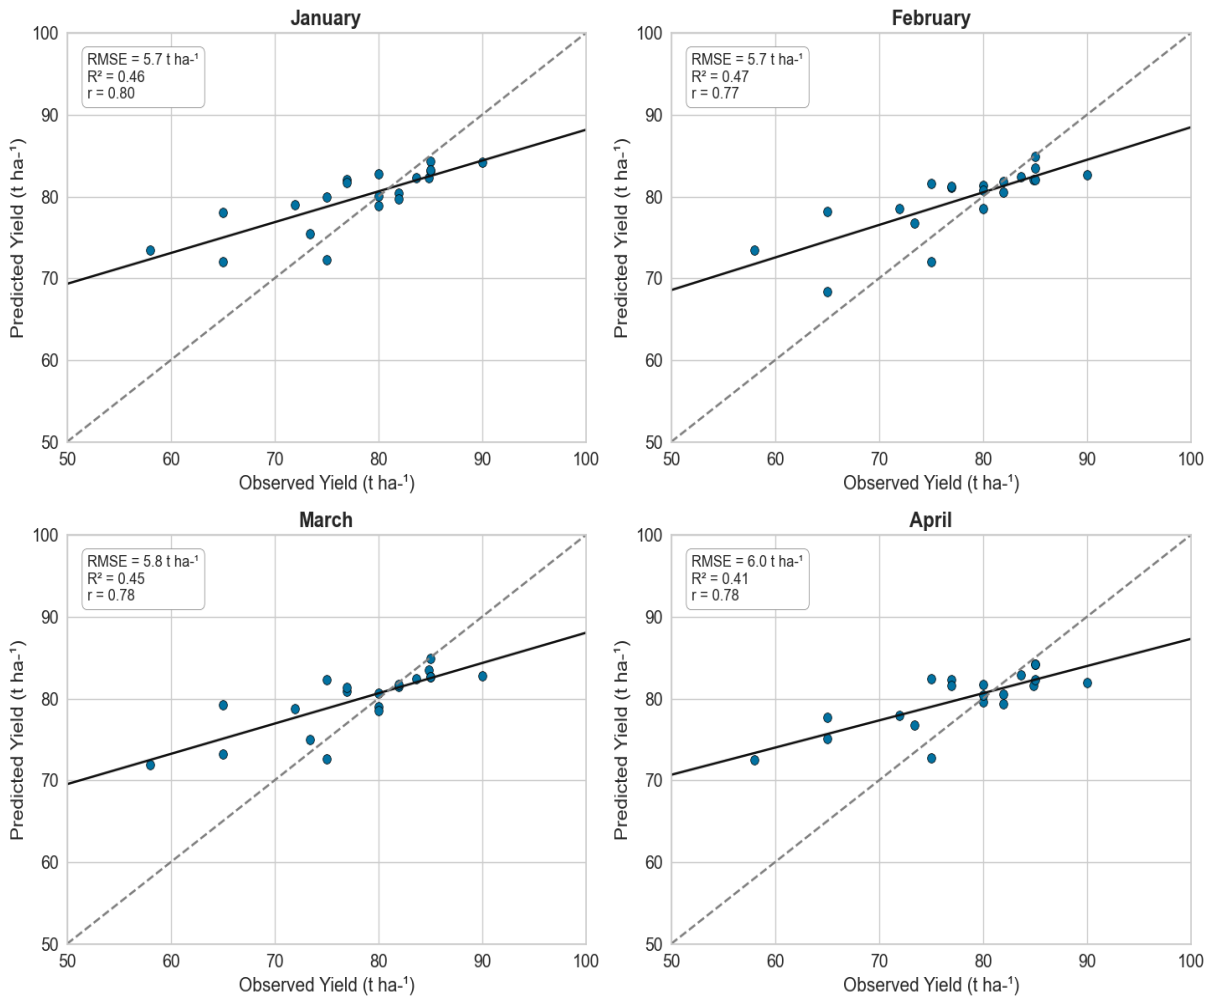 January
RMSE = 5.7 t ha-¹
R² = 0.46
r = 0.80
100
90
80
70
60
50
Predicted Yield (t ha-¹)
50 60 70 80 90 100
Observed Yield (t ha-¹)
February
RMSE = 5.7 t ha-¹
R² = 0.47
r = 0.77
100
90
80
70
60
50
Predicted Yield (t ha-¹)
50 60 70 80 90 100
Observed Yield (t ha-¹)
March
RMSE = 5.8 t ha-¹
R² = 0.45
r = 0.78
100
90
80
70
60
50
Predicted Yield (t ha-¹)
50 60 70 80 90 100
Observed Yield (t ha-¹)
April
RMSE = 6.0 t ha-¹
R² = 0.41
r = 0.78
100
90
80
70
60
50
Predicted Yield (t ha-¹)
50 60 70 80 90 100
Observed Yield (t ha-¹)